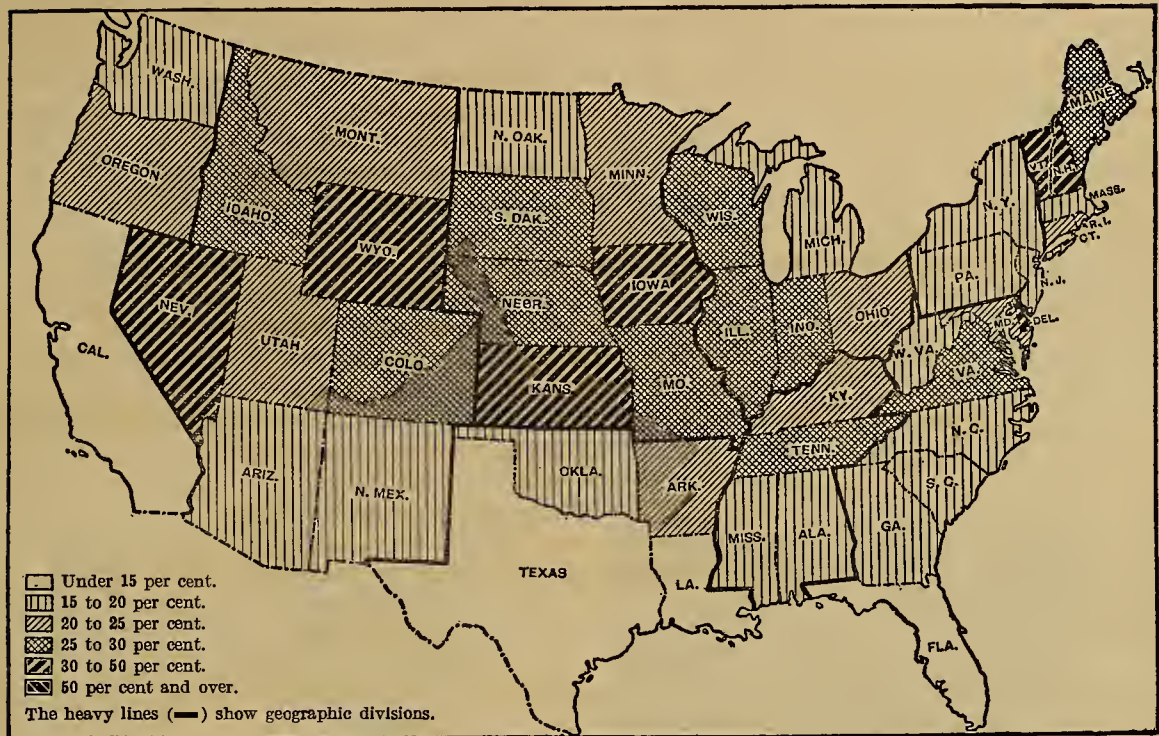 WASH.
MONT.
N. OAK.
MINN.
MAINE
OREGON
IDAHO
S. DAK.
WIS.
MICH.
VT.
N.H.
N. Y.
MASS.
R.I.
CT.
WYO.
IOWA
NEBR.
PA.
N.J.
NEV.
UTAH
COLO.
ILL.
IND.
OHIO
MD.
DEL.
CAL.
KANS.
MO.
W. VA.
VA.
KY.
ARIZ.
N. MEX.
OKLA.
ARK.
TENN.
N. C.
S. C.
TEXAS
LA.
MISS.
ALA.
GA.
FLA.
Under 15 per cent.
15 to 20 per cent.
20 to 25 per cent.
25 to 30 per cent.
30 to 50 per cent.
50 per cent and over.
The heavy lines (▬) show geographic divisions.